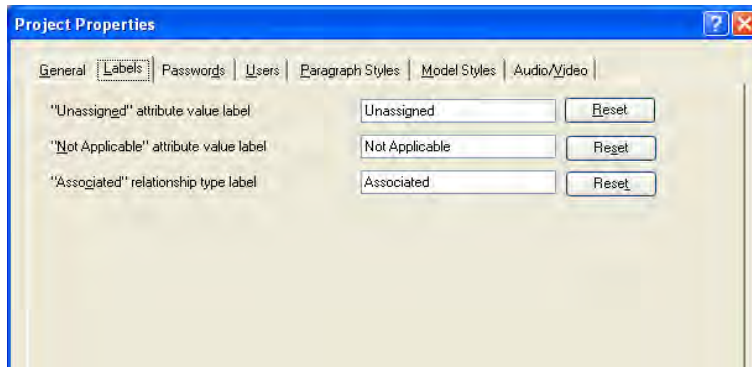 Project Properties
General Labels Passwords Users Paragraph Styles Model Styles Audio/Video
"Unassigned" attribute value label Unassigned Reset
"Not Applicable" attribute value label Not Applicable Reset
"Associated" relationship type label Associated Reset